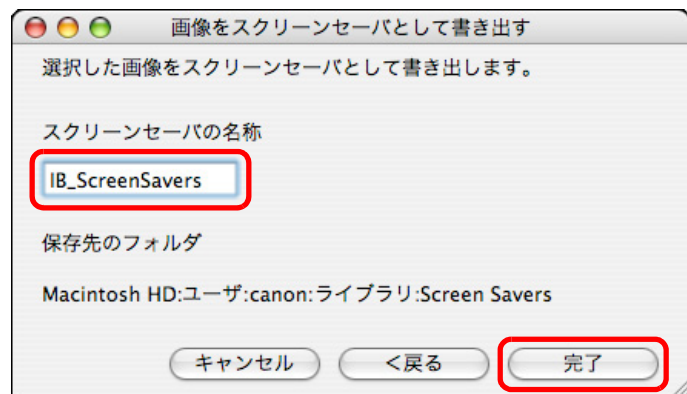 画像をスクリーンセーバとして書き出す
選択した画像をスクリーンセーバとして書き出します。
スクリーンセーバの名称
IB_ScreenSavers
保存先のフォルダ
Macintosh HD:ユーザ:canon:ライブラリ:Screen Savers
キャンセル <戻る 完了